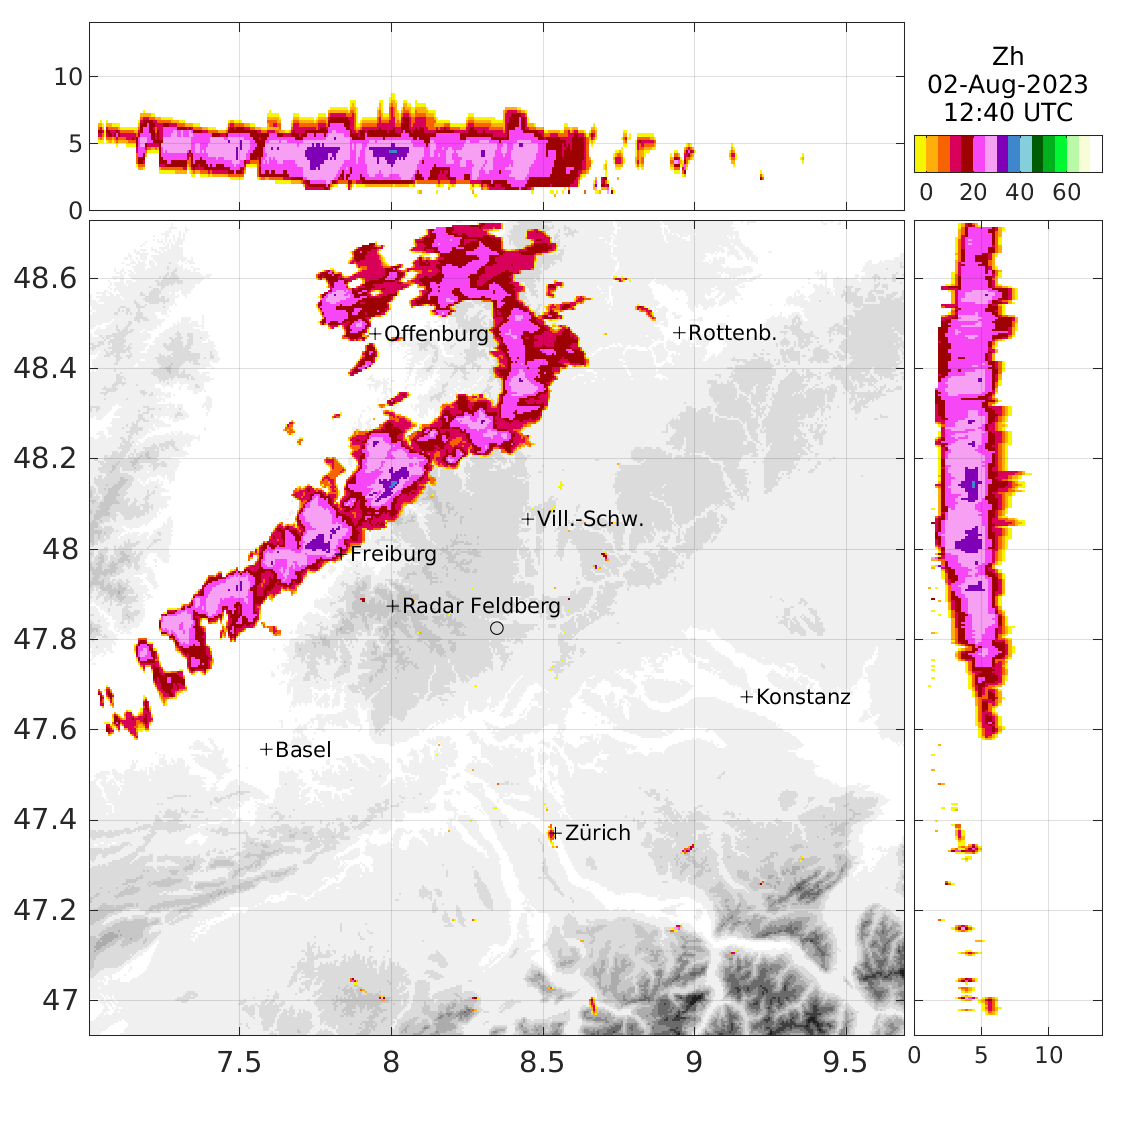 10
5
0
Zh
02-Aug-2023
12:40 UTC
0 20 40 60
48.6
48.4
48.2
48
47.8
47.6
47.4
47.2
47
+Offenburg
+Rottenb.
+Vill.-Schw.
+Freiburg
+Radar Feldberg
+Konstanz
+Basel
+Zürich
7.5 8 8.5 9 9.5
0 5 10